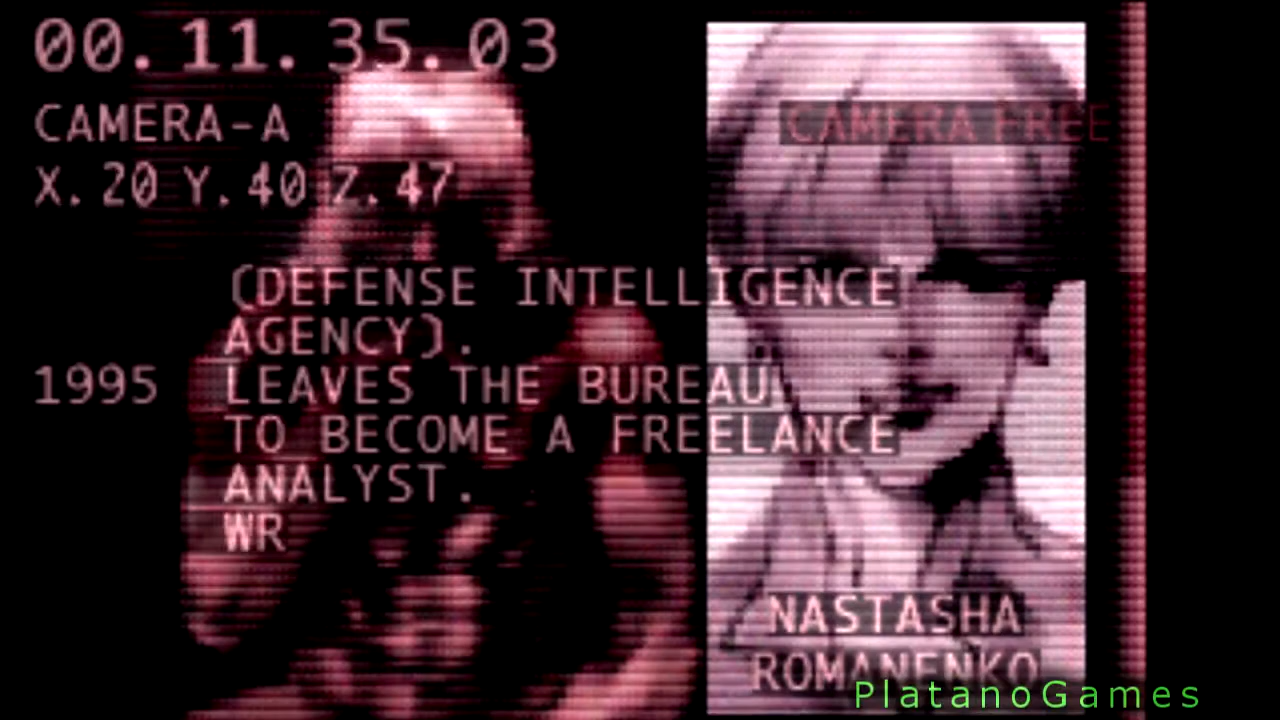 00.11.35.03
CAMERA-A
CAMERA FREE
X.20 Y.40 Z.47
(DEFENSE INTELLIGENCE
AGENCY).
1995 LEAVES THE BUREAU
TO BECOME A FREELANCE
ANALYST.
WR
NASTASHA
ROMANENKO
PlatanoGames